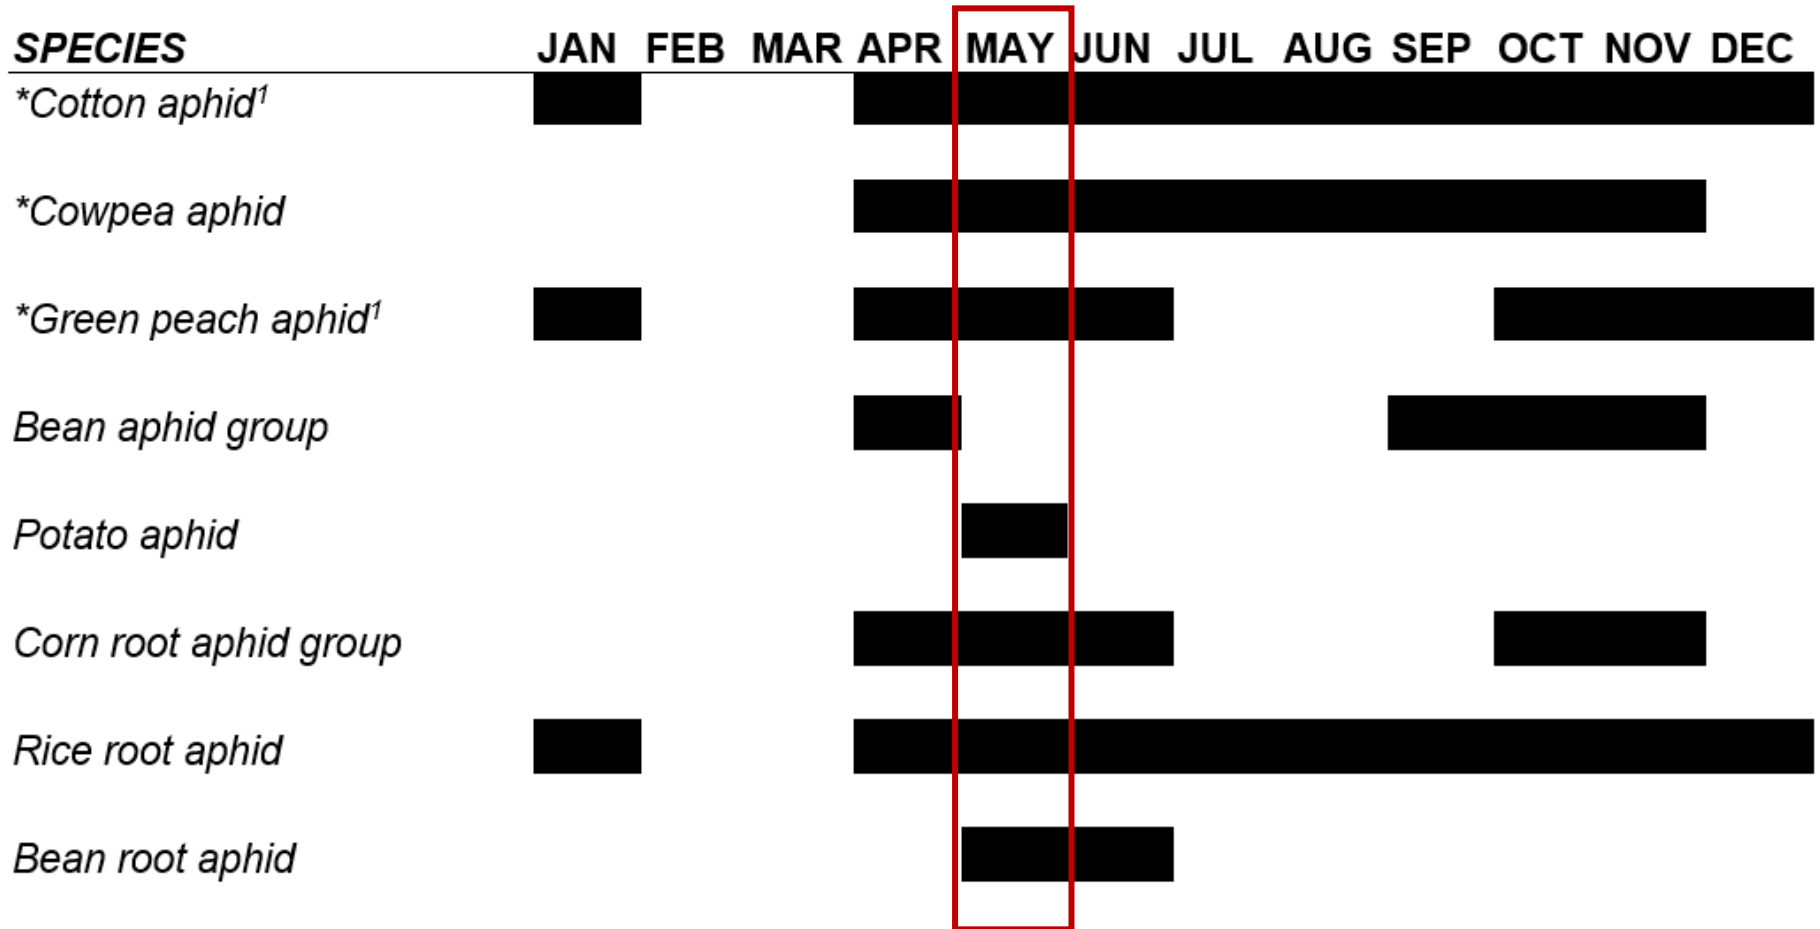 SPECIES JAN FEB MAR APR MAY JUN JUL AUG SEP OCT NOV DEC
*Cotton aphid¹
*Cowpea aphid
*Green peach aphid¹
Bean aphid group
Potato aphid
Corn root aphid group
Rice root aphid
Bean root aphid